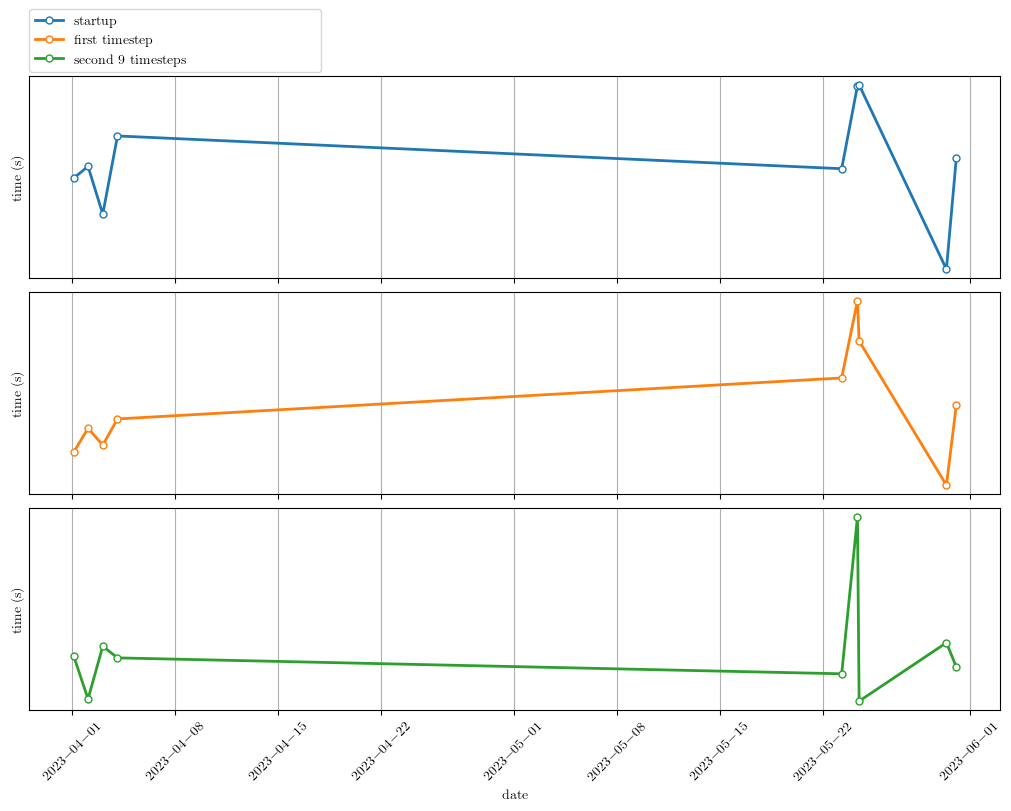 startup
first timestep
second 9 timesteps
time (s)
time (s)
time (s)
2023−04−01
2023−04−08
2023−04−15
2023−04−22
2023−05−01
2023−05−08
2023−05−15
2023−05−22
2023−06−01
date